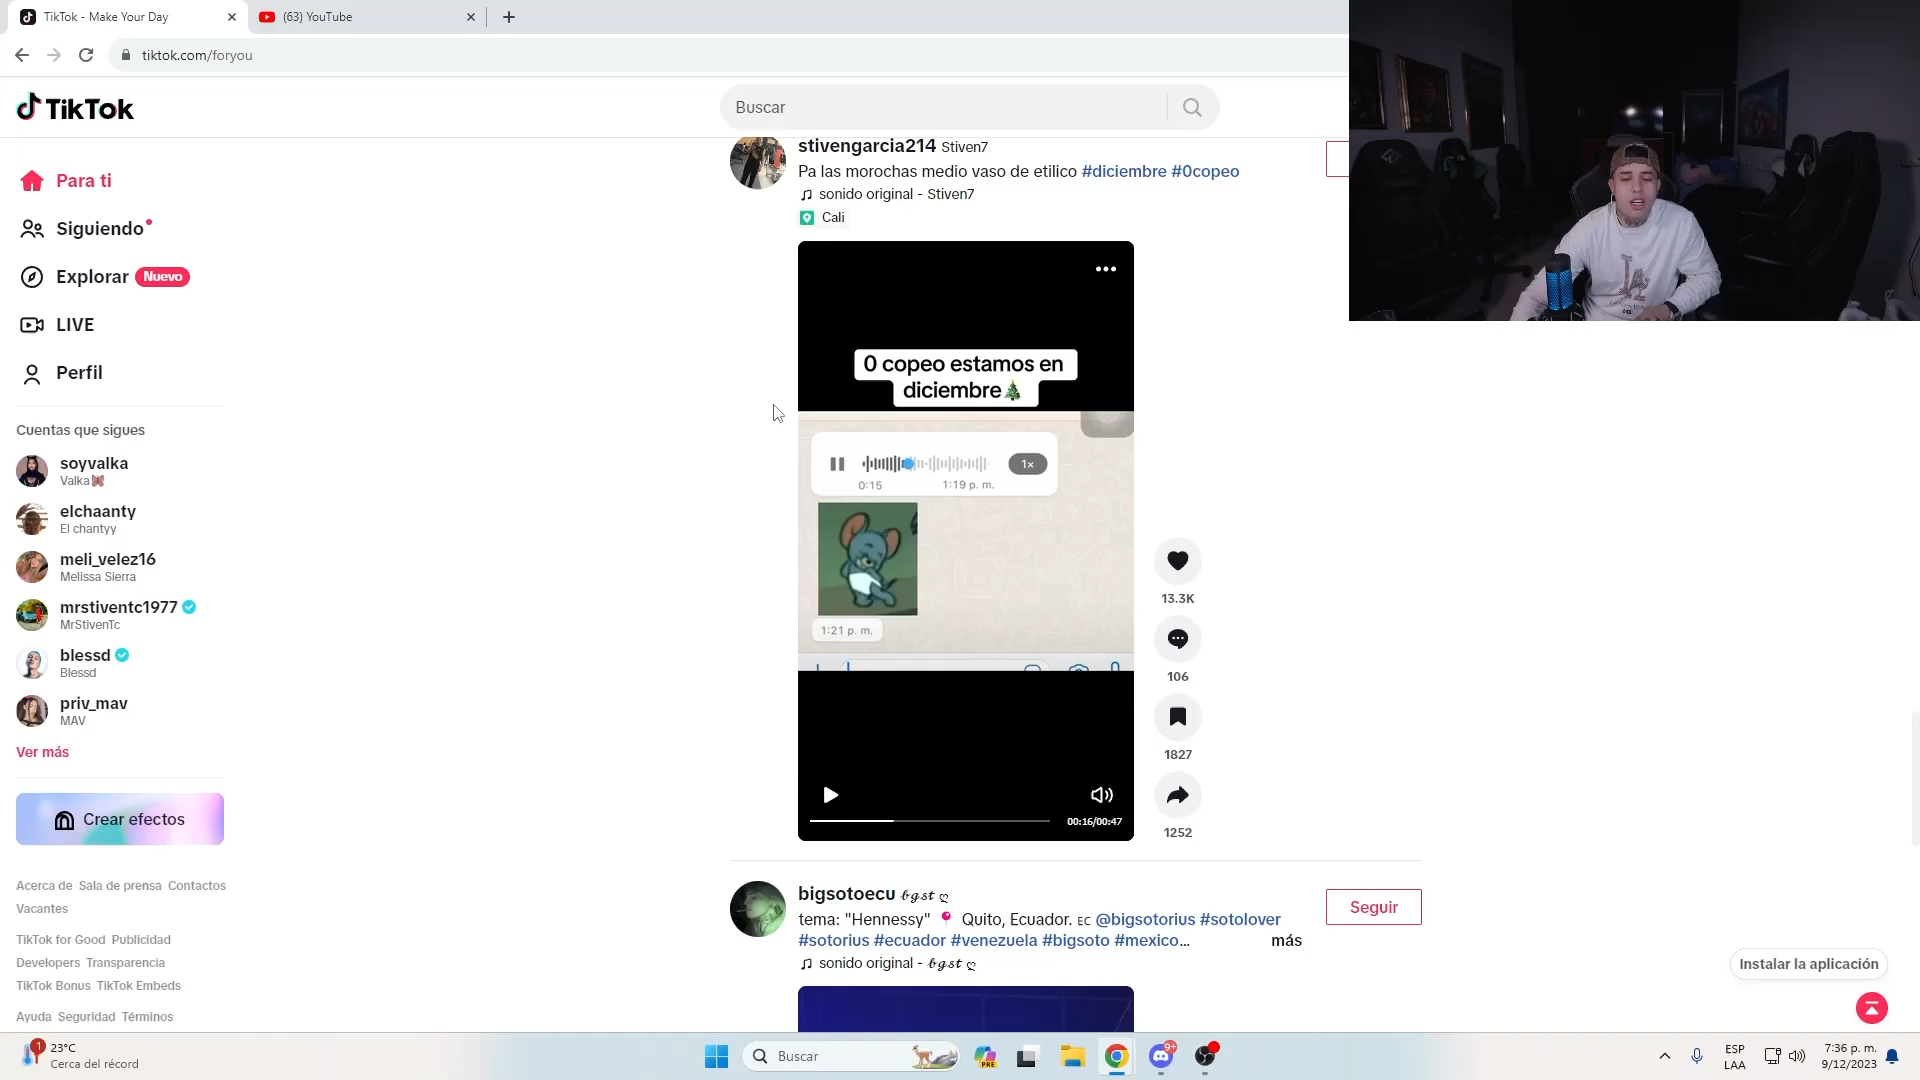 TikTok - Make Your Day
(63) YouTube
tiktok.com/foryou
TikTok
Buscar
Para ti
Siguiendo
Explorar Nuevo
LIVE
Perfil
Cuentas que sigues
soyvalka
Valka
elchaanty
El chantyy
meli_velez16
Melissa Sierra
mrstiventc1977
MrStivenTc
blessd
Blessd
priv_mav
MAV
Ver más
Crear efectos
Acerca de Sala de prensa Contactos
Vacantes
TikTok for Good Publicidad
Developers Transparencia
TikTok Bonus TikTok Embeds
Ayuda Seguridad Términos
stivengarcia214 Stiven7
Pa las morochas medio vaso de etilico #diciembre #0copeo
sonido original - Stiven7
Cali
0 copeo estamos en
diciembre🎄
1x
0:15 1:19 p. m.
1:21 p. m.
00:16/00:47
13.3K
106
1827
1252
bigsotoecu 𝓫𝓰𝓼𝓽 ღ
tema: "Hennessy" 📍 Quito, Ecuador. EC @bigsotorius #sotolover
#sotorius #ecuador #venezuela #bigsoto #mexico... más
sonido original - 𝓫𝓰𝓼𝓽 ღ
Seguir
Instalar la aplicación
1
23°C
Cerca del récord
Buscar
PRE
9+
ESP
LAA
7:36 p. m.
9/12/2023